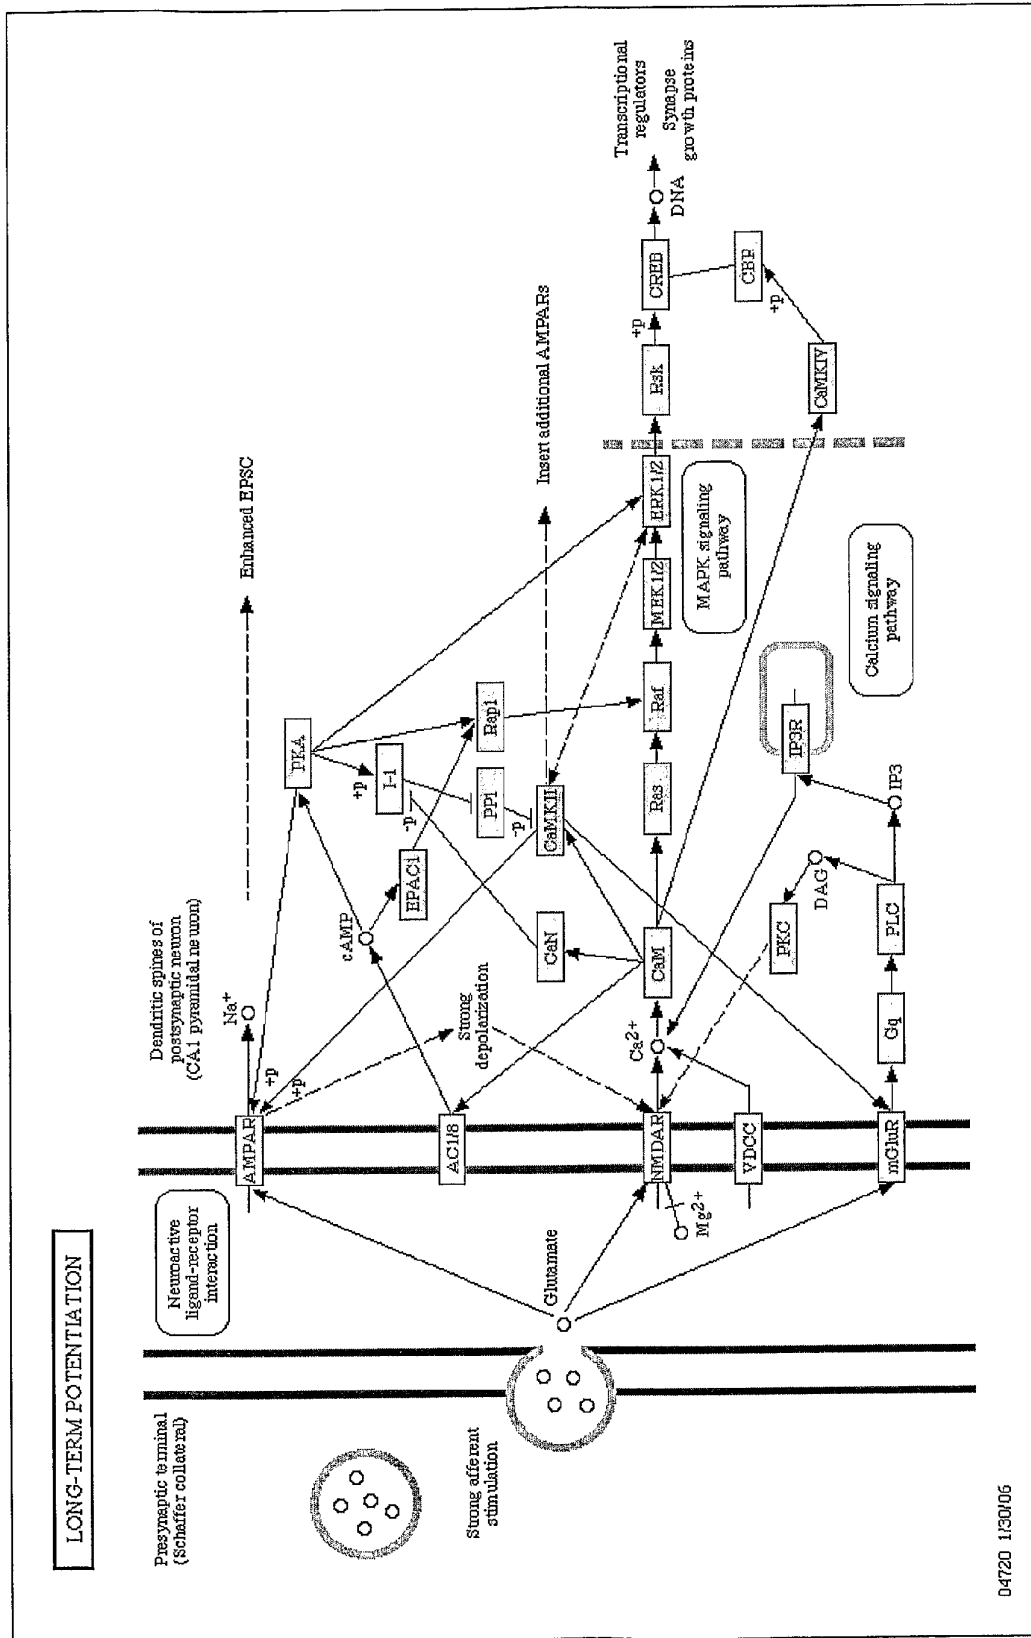 LONG-TERM POTENTIATION
Presynaptic terminal
(Schaffer collateral)
Neuroactive
ligand-receptor
interaction
Dendritic spines of
postsynaptic neuron
(CA1 pyramidal neuron)
AMPAR
Na+
+p
+p
Enhanced EPSC
PKA
cAMP
EPAC1
+p
I-1
-p
Rap1
PP1
-p
AC1/8
Strong
depolarization
Strong afferent
stimulation
Glutamate
CaN
CaMKII
Insert additional AMPARs
NMDAR
Mg2+
Ca2+
CaM
Ras
Raf
MEK1/2
ERK1/2
Rsk
+p
CREB
DNA
Transcriptional
regulators
Synapse
growth proteins
VDCC
MAPK signaling
pathway
CBP
+p
CaMKIV
PKC
DAG
IP3R
mGluR
Gq
PLC
IP3
Calcium signaling
pathway
04720 1/30/06